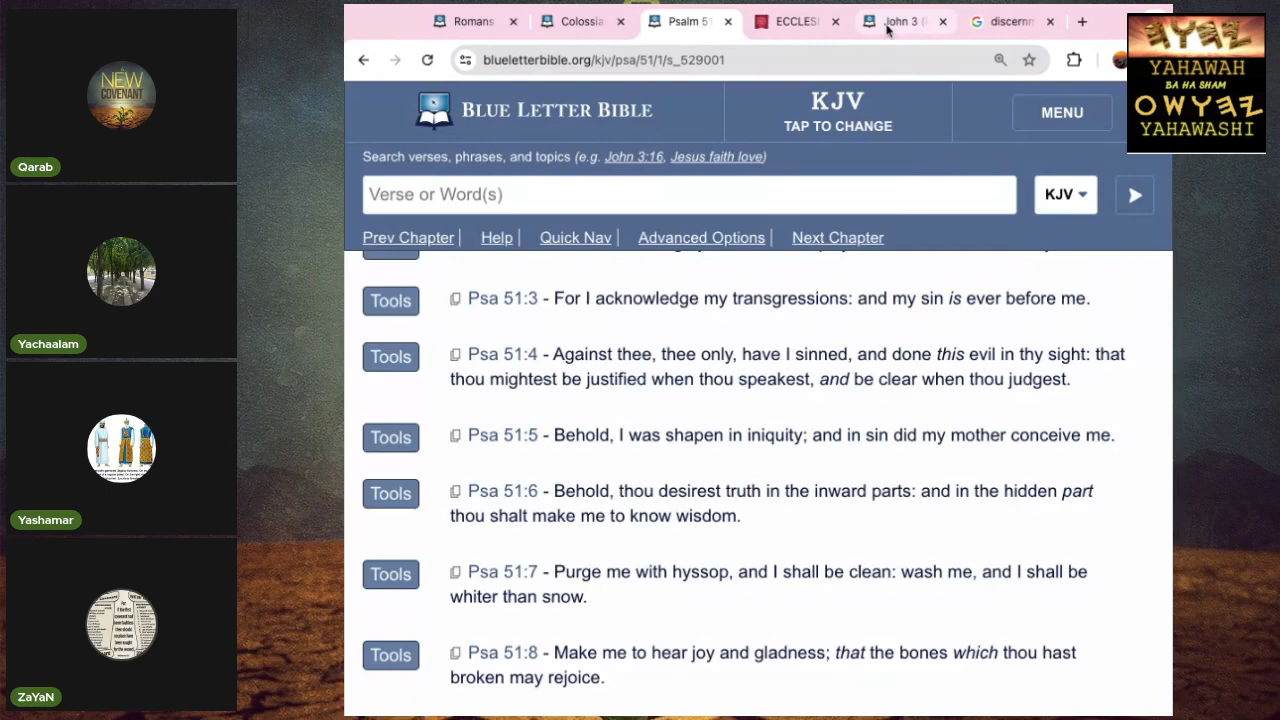 Romans
Colossia
Psalm 51
ECCLESI
John 3 (
discernm
blueletterbible.org/kjv/psa/51/1/s_529001
BLUE LETTER BIBLE
KJV
TAP TO CHANGE
MENU
Search verses, phrases, and topics (e.g. John 3:16, Jesus faith love)
Verse or Word(s)
KJV
Prev Chapter | Help | Quick Nav | Advanced Options | Next Chapter
Tools
Psa 51:3 - For I acknowledge my transgressions: and my sin is ever before me.
Tools
Psa 51:4 - Against thee, thee only, have I sinned, and done this evil in thy sight: that
thou mightest be justified when thou speakest, and be clear when thou judgest.
Tools
Psa 51:5 - Behold, I was shapen in iniquity; and in sin did my mother conceive me.
Tools
Psa 51:6 - Behold, thou desirest truth in the inward parts: and in the hidden part
thou shalt make me to know wisdom.
Tools
Psa 51:7 - Purge me with hyssop, and I shall be clean: wash me, and I shall be
whiter than snow.
Tools
Psa 51:8 - Make me to hear joy and gladness; that the bones which thou hast
broken may rejoice.
YAHAWAH
BA HA SHAM
YAHAWASHI
A NEW
COVENANT
Qarab
Yachaalam
Yashamar
ZaYaN